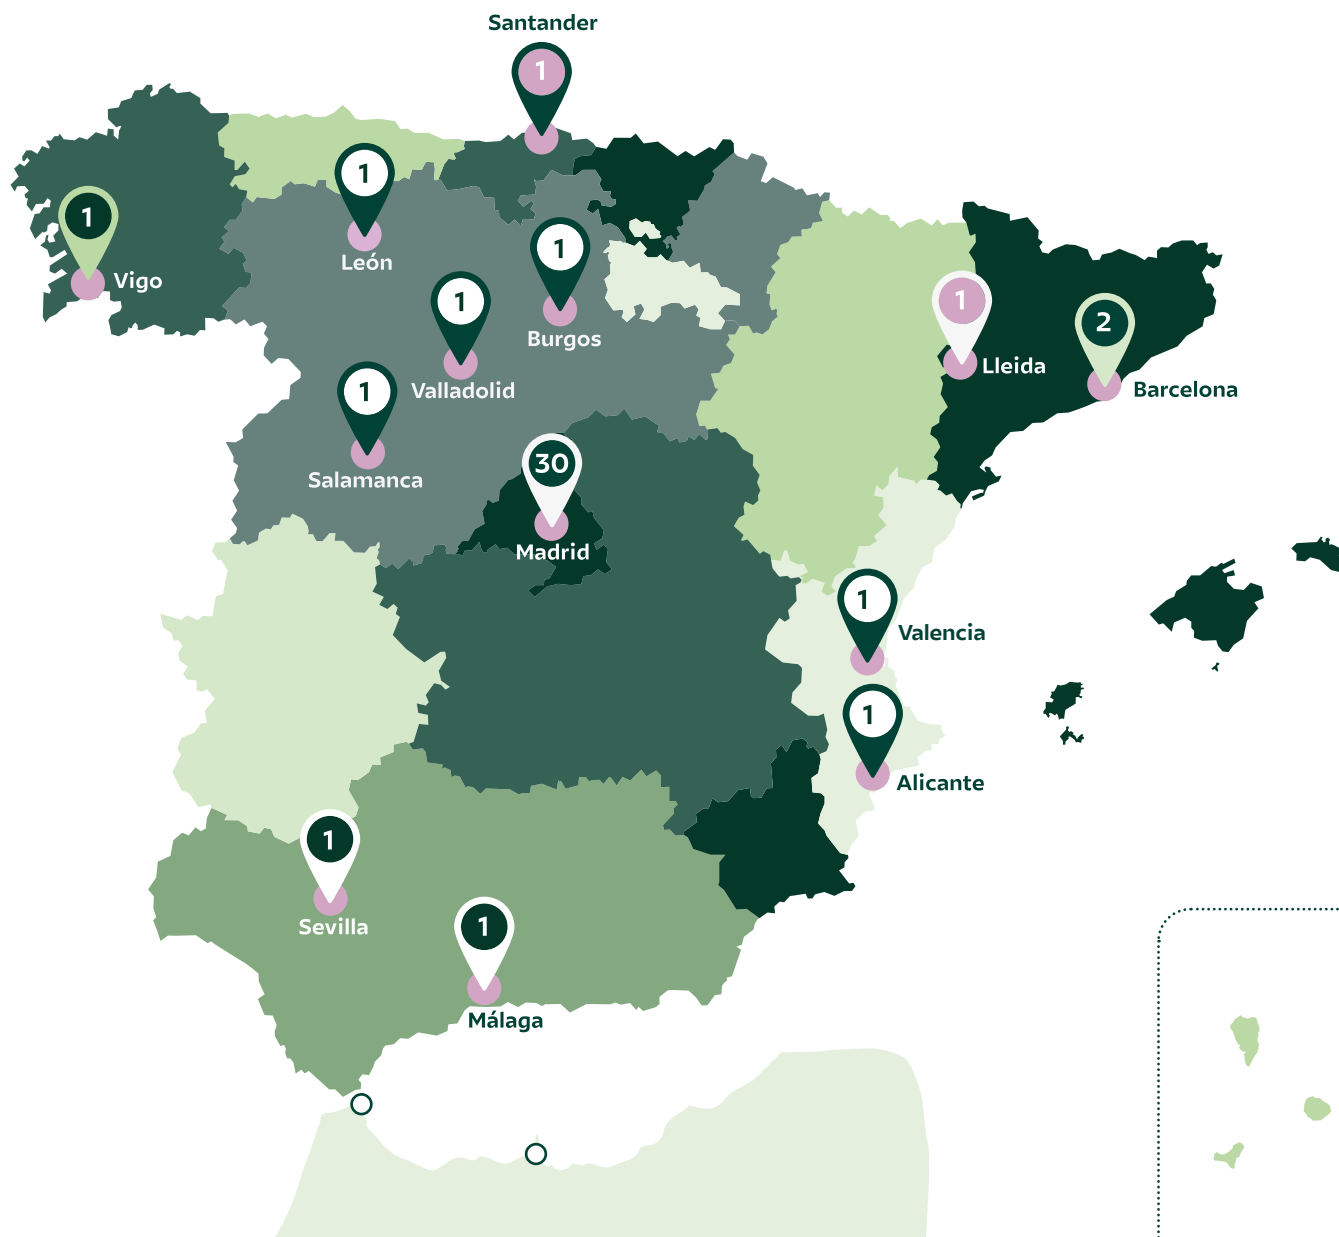 Santander
1
1
León
1
Vigo
1
Burgos
1
Valladolid
1
Lleida
2
Barcelona
1
Salamanca
30
Madrid
1
Valencia
1
Alicante
1
Sevilla
1
Málaga